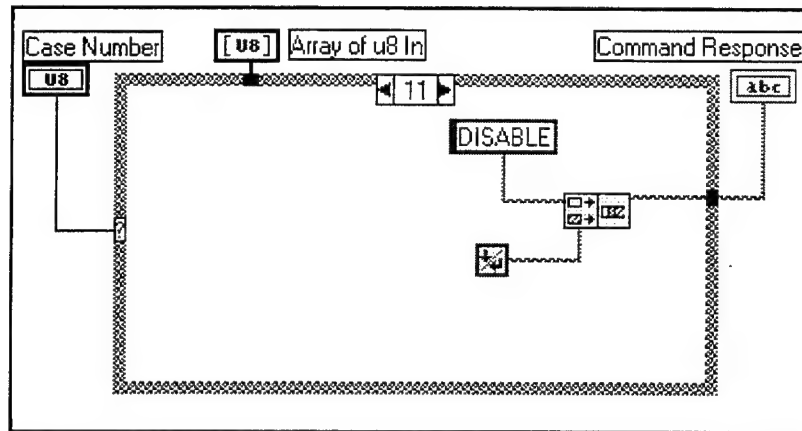 Case Number
[U8]
Array of u8 In
Command Response
U8
11
abc
DISABLE
?